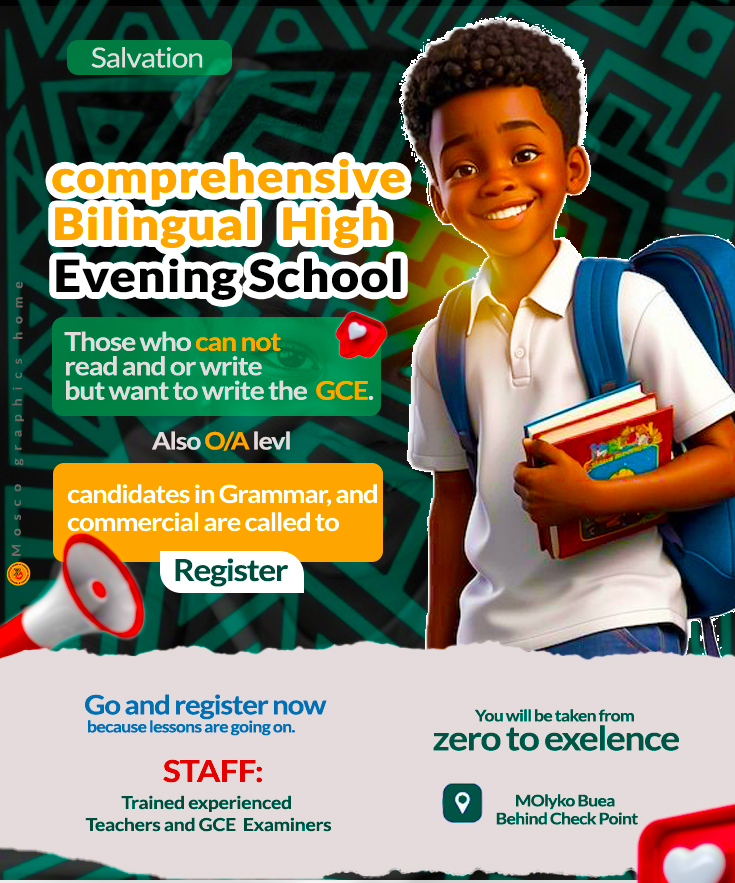 Salvation
comprehensive
Bilingual High
Evening School
Those who can not
read and or write
but want to write the GCE.
Also O/A levl
candidates in Grammar, and
commercial are called to
Register
Mosco graphics home
Go and register now
because lessons are going on.
STAFF:
Trained experienced
Teachers and GCE Examiners
You will be taken from
zero to exelence
MOlyko Buea
Behind Check Point